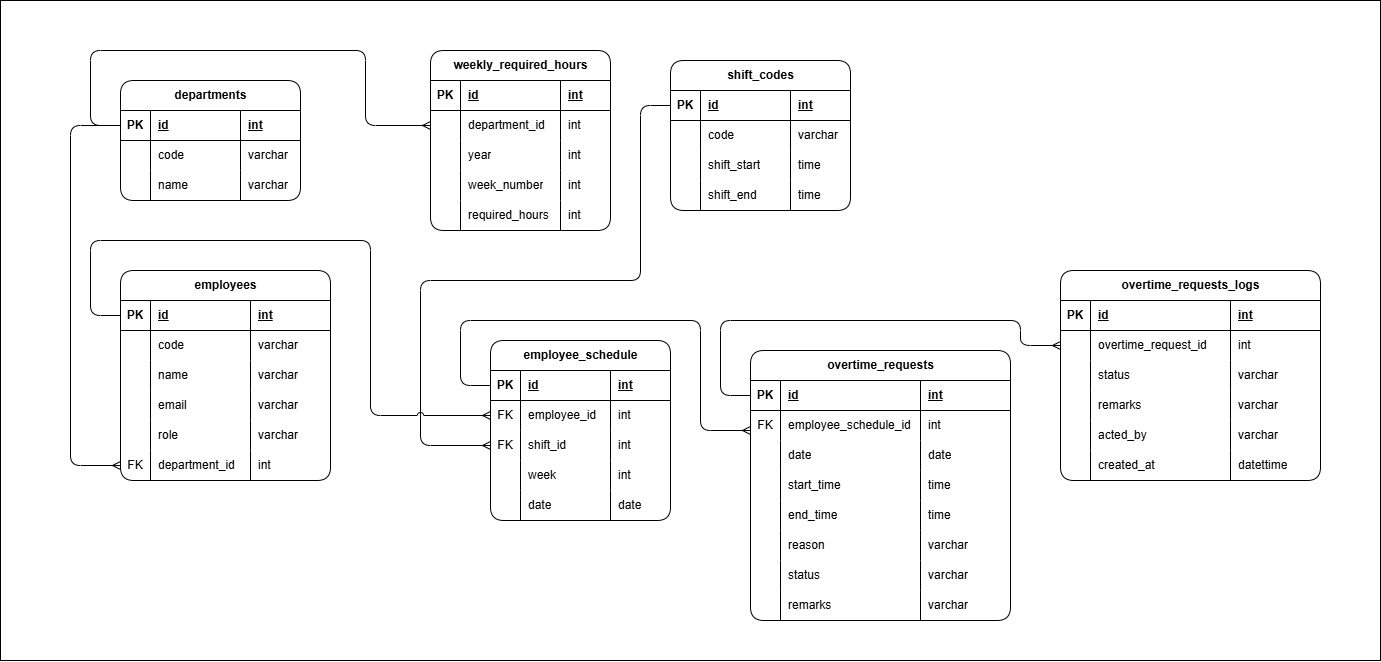 departments
PK id int
code varchar
name varchar
weekly_required_hours
PK id int
department_id int
year int
week_number int
required_hours int
shift_codes
PK id int
code varchar
shift_start time
shift_end time
employees
PK id int
code varchar
name varchar
email varchar
role varchar
FK department_id int
employee_schedule
PK id int
FK employee_id int
FK shift_id int
week int
date date
overtime_requests
PK id int
FK employee_schedule_id int
date date
start_time time
end_time time
reason varchar
status varchar
remarks varchar
overtime_requests_logs
PK id int
overtime_request_id int
status varchar
remarks varchar
acted_by varchar
created_at datettime